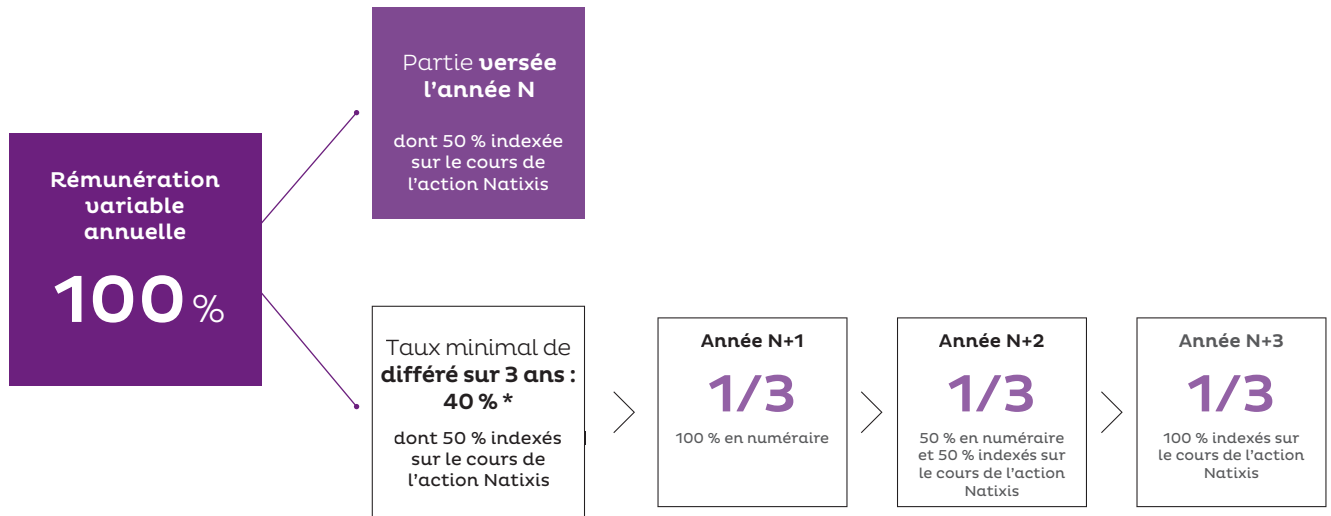 Rémunération
variable
annuelle
100 %
Partie versée
l'année N
dont 50 % indexée
sur le cours de
l'action Natixis
Taux minimal de
différé sur 3 ans :
40 % *
dont 50 % indexés
sur le cours de
l'action Natixis
Année N+1
1/3
100 % en numéraire
Année N+2
1/3
50 % en numéraire
et 50 % indexés sur
le cours de l'action
Natixis
Année N+3
1/3
100 % indexés sur
le cours de l'action
Natixis